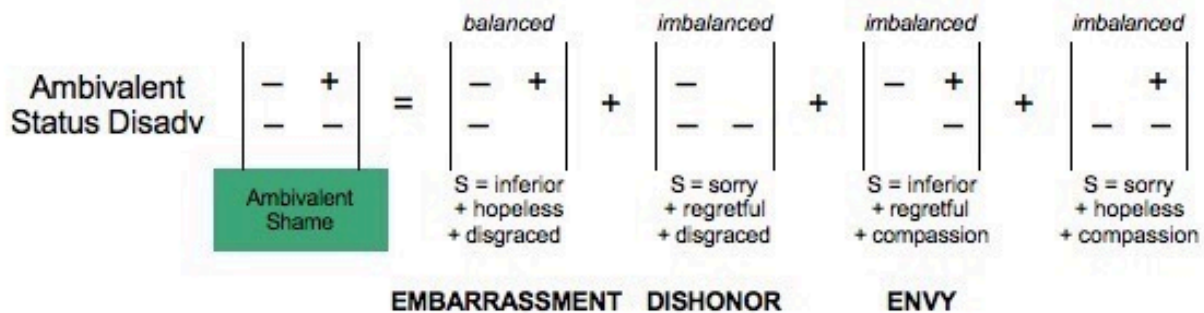 balanced imbalanced imbalanced imbalanced
Ambivalent
Status Disadv
– + = – + + – + – + + +
– – – – – – – –
Ambivalent
Shame
S = inferior
+ hopeless
+ disgraced
S = sorry
+ regretful
+ disgraced
S = inferior
+ regretful
+ compassion
S = sorry
+ hopeless
+ compassion
EMBARRASSMENT DISHONOR ENVY